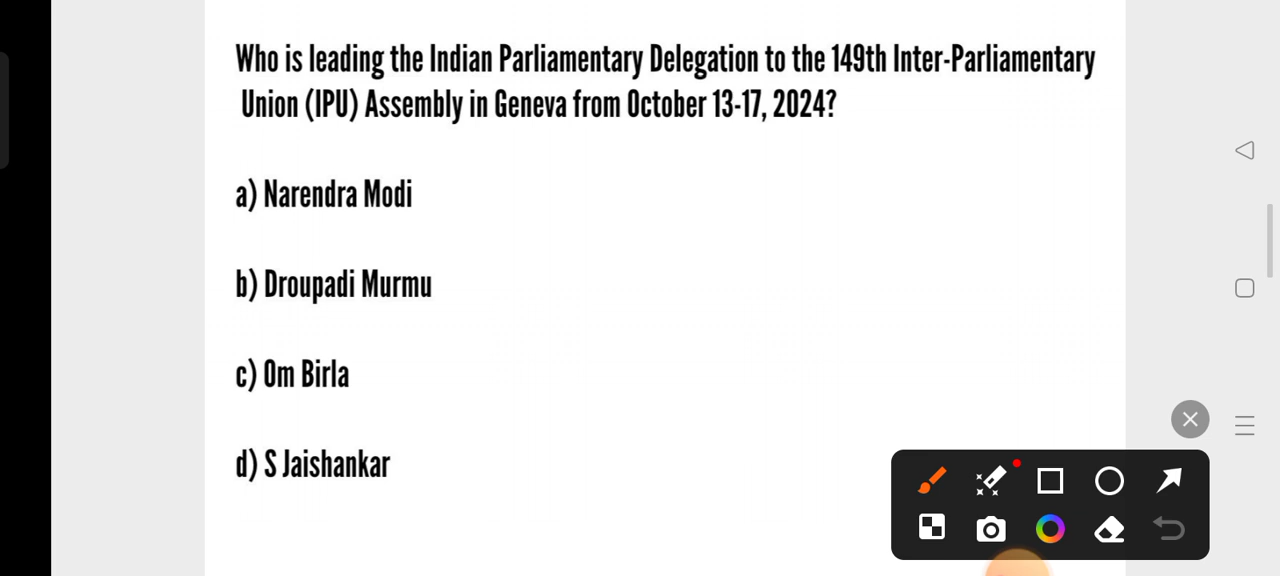 Who is leading the Indian Parliamentary Delegation to the 149th Inter-Parliamentary
Union (IPU) Assembly in Geneva from October 13-17, 2024?
a) Narendra Modi
b) Droupadi Murmu
c) Om Birla
d) S Jaishankar